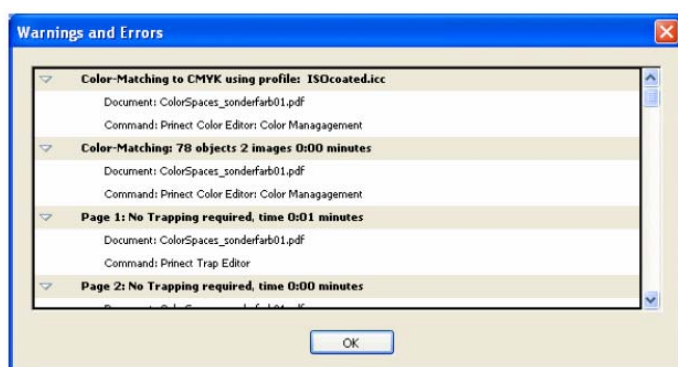 Warnings and Errors
Color-Matching to CMYK using profile: ISOcoated.icc
Document: ColorSpaces_sonderfarb01.pdf
Command: Prinect Color Editor: Color Managagement
Color-Matching: 78 objects 2 images 0:00 minutes
Document: ColorSpaces_sonderfarb01.pdf
Command: Prinect Color Editor: Color Managagement
Page 1: No Trapping required, time 0:01 minutes
Document: ColorSpaces_sonderfarb01.pdf
Command: Prinect Trap Editor
Page 2: No Trapping required, time 0:00 minutes
OK